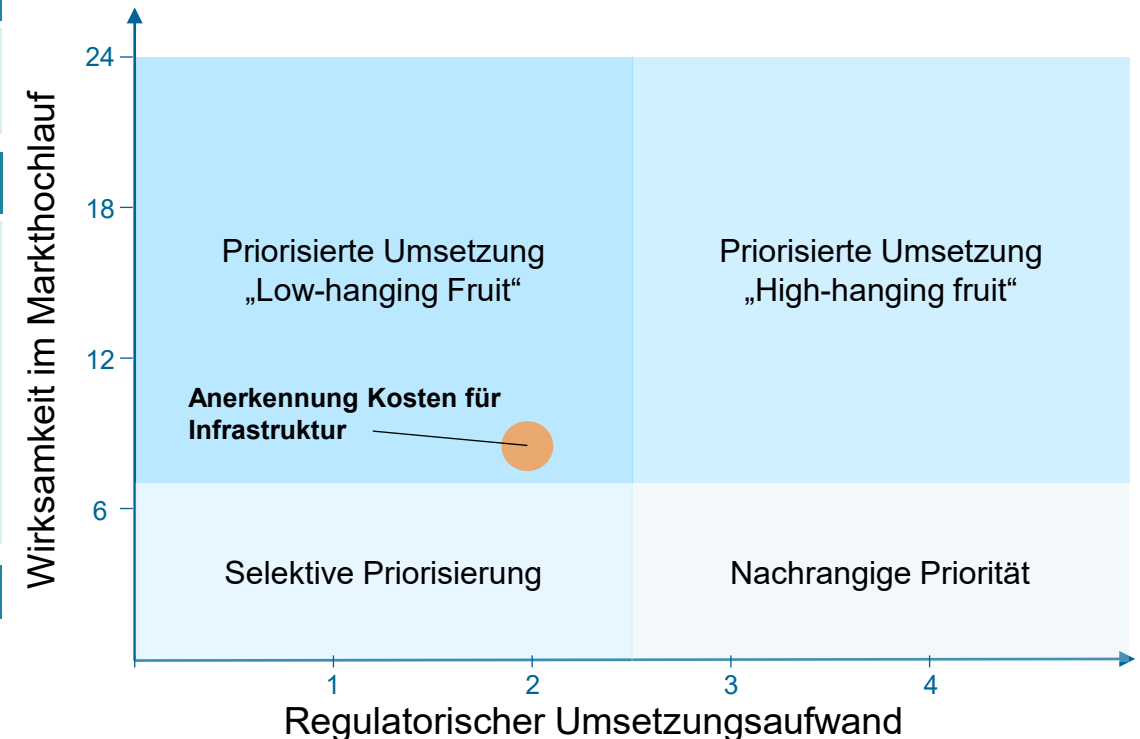 Wirksamkeit im Markthochlauf
24
18
12
6
Priorisierte Umsetzung
„Low-hanging Fruit“
Priorisierte Umsetzung
„High-hanging fruit“
Anerkennung Kosten für
Infrastruktur
Selektive Priorisierung
Nachrangige Priorität
1
2
3
4
Regulatorischer Umsetzungsaufwand